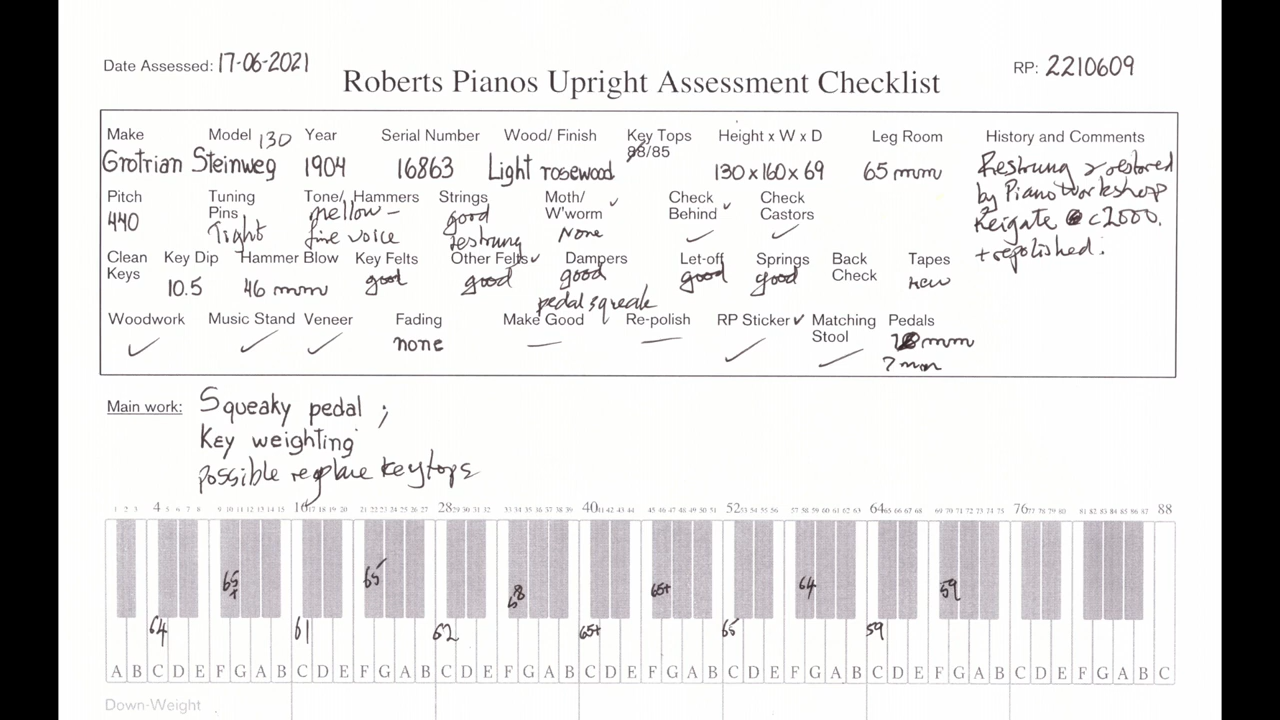 Date Assessed: 17-06-2021
Roberts Pianos Upright Assessment Checklist
RP: 2210609
Make Model 130 Year Serial Number Wood/ Finish Key Tops 88/85 Height x W x D Leg Room History and Comments
Grotrian Steinweg 1904 16863 Light rosewood 130 x 160 x 69 65 mm
Restrung & restored
by Piano Workshop
Reigate c2000.
+ repolished.
Pitch Tuning Pins Tone/ Hammers Strings Moth/ W'worm ✓ Check Behind ✓ Check Castors
440 Tight mellow – fine voice good restrung None ✓ ✓
Clean Keys Key Dip Hammer Blow Key Felts Other Felts ✓ Dampers Let-off Springs Back Check Tapes
10.5 46 mm good good good good good new
pedal squeak
Woodwork Music Stand Veneer Fading Make Good Re-polish RP Sticker ✓ Matching Stool Pedals
✓ ✓ ✓ none — — ✓ ✓ mm
7 mm
Main work: Squeaky pedal ;
Key weighting
possible replace keytops
1 2 3 4 5 6 7 8 9 10 11 12 13 14 15 16 17 18 19 20 21 22 23 24 25 26 27 28 29 30 31 32 33 34 35 36 37 38 39 40 41 42 43 44 45 46 47 48 49 50 51 52 53 54 55 56 57 58 59 60 61 62 63 64 65 66 67 68 69 70 71 72 73 74 75 76 77 78 79 80 81 82 83 84 85 86 87 88
65+ 65 68 65+ 64 59
64 61 62 65+ 65 59
A B C D E F G A B C D E F G A B C D E F G A B C D E F G A B C D E F G A B C D E F G A B C D E F G A B C
Down-Weight